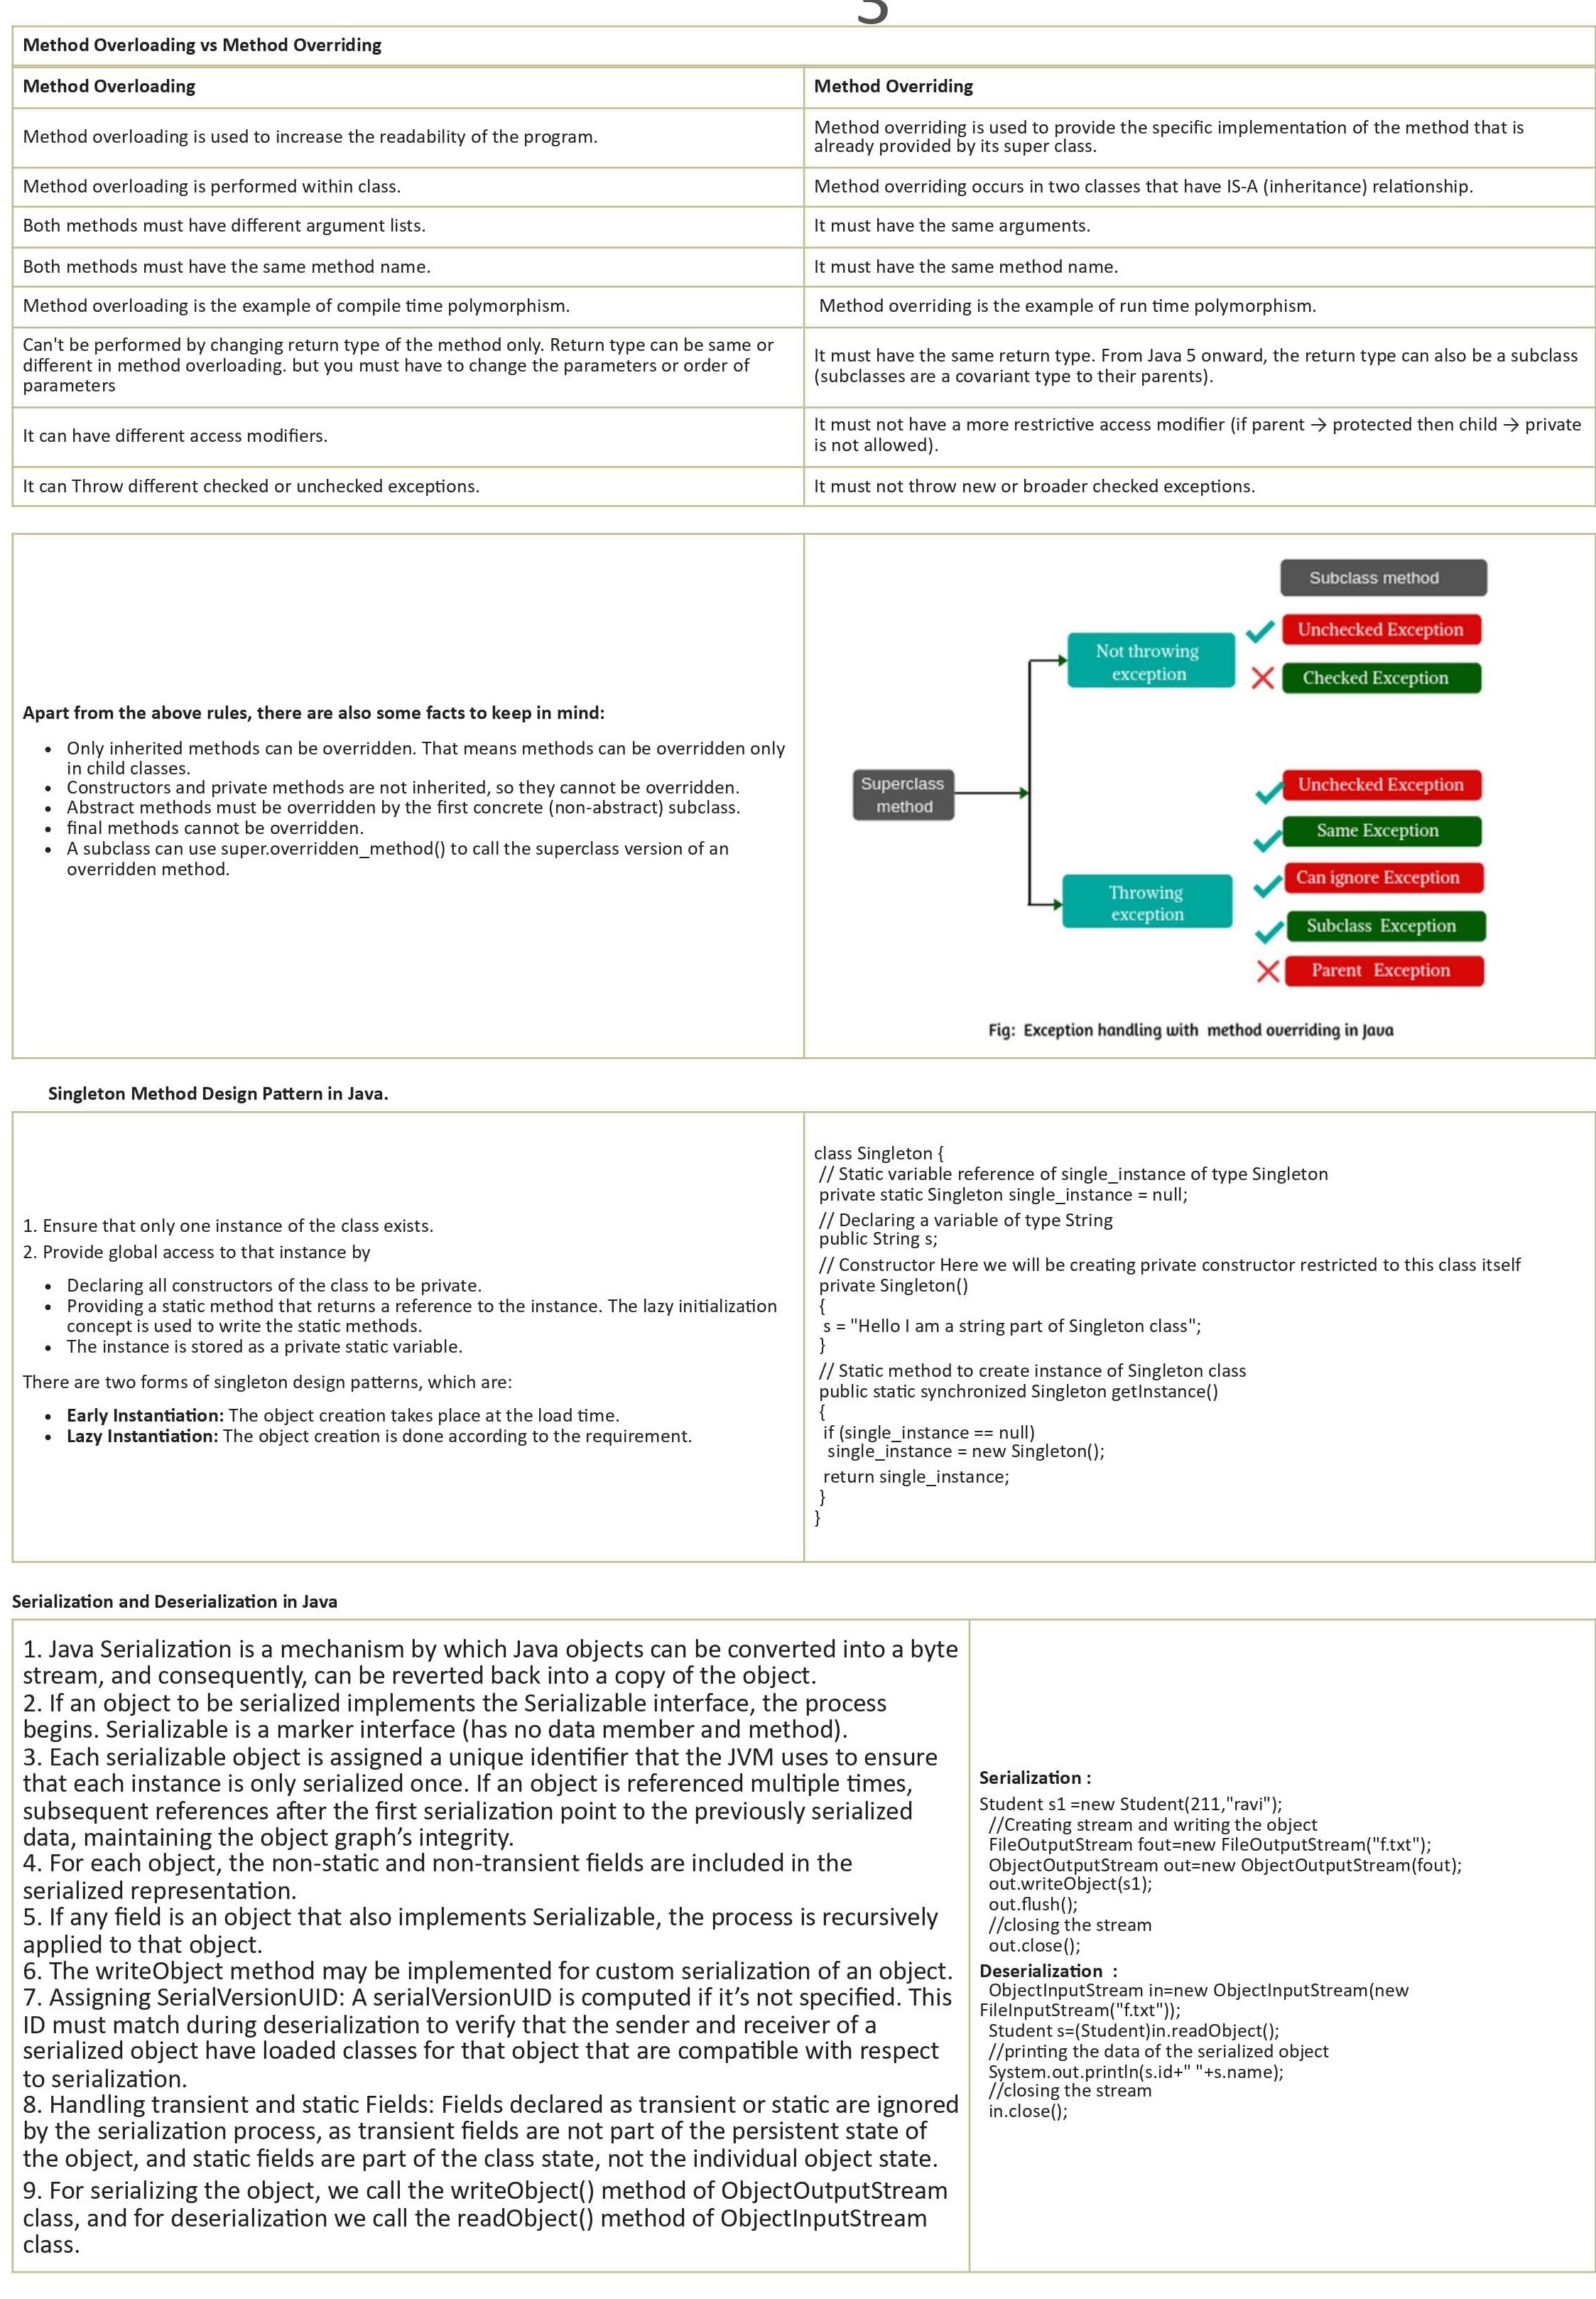 3
Method Overloading vs Method Overriding
Method Overloading
Method Overriding
Method overloading is used to increase the readability of the program.
Method overriding is used to provide the specific implementation of the method that is
already provided by its super class.
Method overloading is performed within class.
Method overriding occurs in two classes that have IS-A (inheritance) relationship.
Both methods must have different argument lists.
It must have the same arguments.
Both methods must have the same method name.
It must have the same method name.
Method overloading is the example of compile time polymorphism.
Method overriding is the example of run time polymorphism.
Can't be performed by changing return type of the method only. Return type can be same or
different in method overloading. but you must have to change the parameters or order of
parameters
It must have the same return type. From Java 5 onward, the return type can also be a subclass
(subclasses are a covariant type to their parents).
It can have different access modifiers.
It must not have a more restrictive access modifier (if parent → protected then child → private
is not allowed).
It can Throw different checked or unchecked exceptions.
It must not throw new or broader checked exceptions.
Apart from the above rules, there are also some facts to keep in mind:
• Only inherited methods can be overridden. That means methods can be overridden only
in child classes.
• Constructors and private methods are not inherited, so they cannot be overridden.
• Abstract methods must be overridden by the first concrete (non-abstract) subclass.
• final methods cannot be overridden.
• A subclass can use super.overridden_method() to call the superclass version of an
overridden method.
Subclass method
Not throwing
exception
Unchecked Exception
Checked Exception
Superclass
method
Throwing
exception
Unchecked Exception
Same Exception
Can ignore Exception
Subclass Exception
Parent Exception
Fig: Exception handling with method overriding in Java
Singleton Method Design Pattern in Java.
1. Ensure that only one instance of the class exists.
2. Provide global access to that instance by
• Declaring all constructors of the class to be private.
• Providing a static method that returns a reference to the instance. The lazy initialization
concept is used to write the static methods.
• The instance is stored as a private static variable.
There are two forms of singleton design patterns, which are:
• Early Instantiation: The object creation takes place at the load time.
• Lazy Instantiation: The object creation is done according to the requirement.
class Singleton {
// Static variable reference of single_instance of type Singleton
private static Singleton single_instance = null;
// Declaring a variable of type String
public String s;
// Constructor Here we will be creating private constructor restricted to this class itself
private Singleton()
{
s = "Hello I am a string part of Singleton class";
}
// Static method to create instance of Singleton class
public static synchronized Singleton getInstance()
{
if (single_instance == null)
single_instance = new Singleton();
return single_instance;
}
}
Serialization and Deserialization in Java
1. Java Serialization is a mechanism by which Java objects can be converted into a byte
stream, and consequently, can be reverted back into a copy of the object.
2. If an object to be serialized implements the Serializable interface, the process
begins. Serializable is a marker interface (has no data member and method).
3. Each serializable object is assigned a unique identifier that the JVM uses to ensure
that each instance is only serialized once. If an object is referenced multiple times,
subsequent references after the first serialization point to the previously serialized
data, maintaining the object graph’s integrity.
4. For each object, the non-static and non-transient fields are included in the
serialized representation.
5. If any field is an object that also implements Serializable, the process is recursively
applied to that object.
6. The writeObject method may be implemented for custom serialization of an object.
7. Assigning SerialVersionUID: A serialVersionUID is computed if it’s not specified. This
ID must match during deserialization to verify that the sender and receiver of a
serialized object have loaded classes for that object that are compatible with respect
to serialization.
8. Handling transient and static Fields: Fields declared as transient or static are ignored
by the serialization process, as transient fields are not part of the persistent state of
the object, and static fields are part of the class state, not the individual object state.
9. For serializing the object, we call the writeObject() method of ObjectOutputStream
class, and for deserialization we call the readObject() method of ObjectInputStream
class.
Serialization :
Student s1 =new Student(211,"ravi");
//Creating stream and writing the object
FileOutputStream fout=new FileOutputStream("f.txt");
ObjectOutputStream out=new ObjectOutputStream(fout);
out.writeObject(s1);
out.flush();
//closing the stream
out.close();
Deserialization :
ObjectInputStream in=new ObjectInputStream(new
FileInputStream("f.txt"));
Student s=(Student)in.readObject();
//printing the data of the serialized object
System.out.println(s.id+" "+s.name);
//closing the stream
in.close();